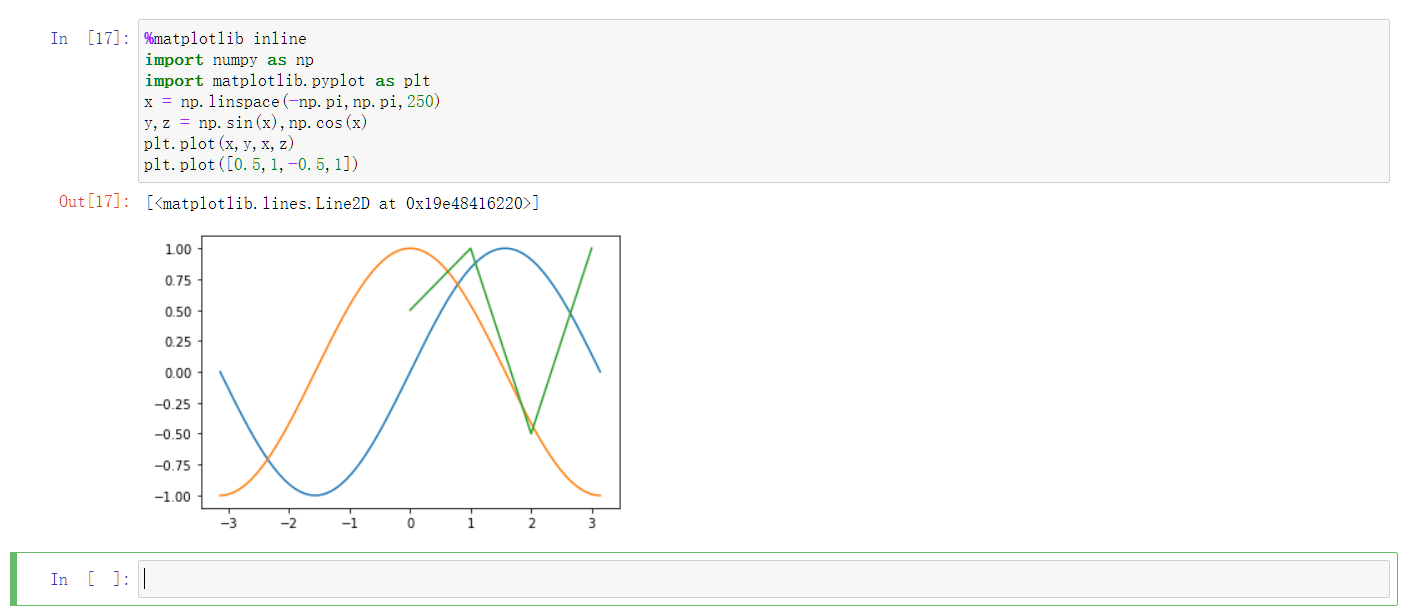 In [17]: %matplotlib inline
import numpy as np
import matplotlib.pyplot as plt
x = np.linspace(-np.pi,np.pi,250)
y,z = np.sin(x),np.cos(x)
plt.plot(x,y,x,z)
plt.plot([0.5,1,-0.5,1])
Out[17]: [<matplotlib.lines.Line2D at 0x19e48416220>]
1.00
0.75
0.50
0.25
0.00
−0.25
−0.50
−0.75
−1.00
−3 −2 −1 0 1 2 3
In [ ]: